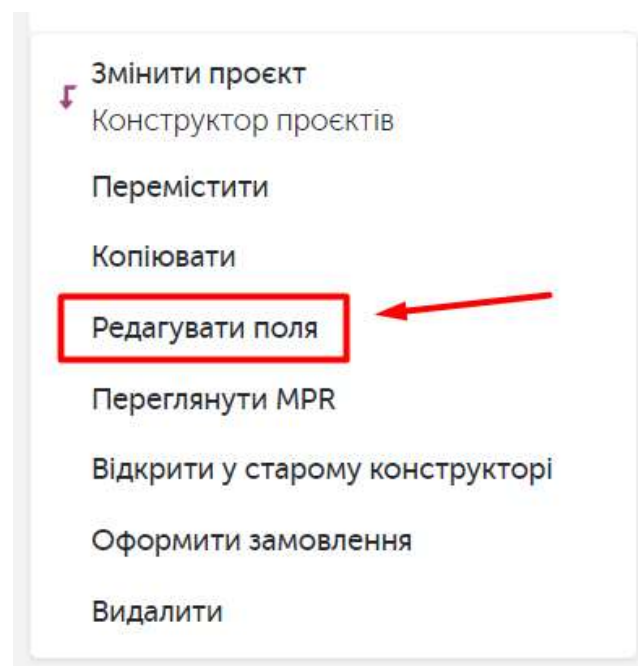 Змінити проєкт
Конструктор проєктів
Перемістити
Копіювати
Редагувати поля
Переглянути MPR
Відкрити у старому конструкторі
Оформити замовлення
Видалити